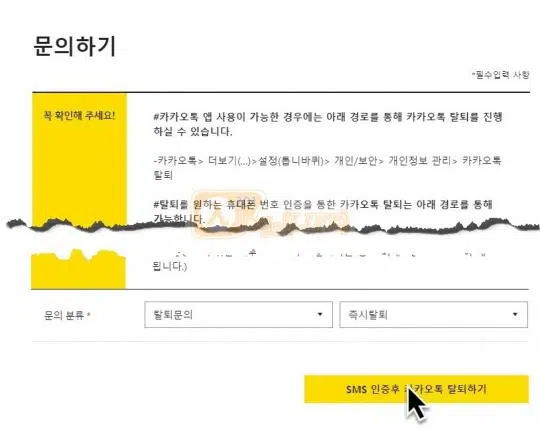 문의하기
*필수입력 사항
꼭 확인해 주세요!
#카카오톡 앱 사용이 가능한 경우에는 아래 경로를 통해 카카오톡 탈퇴를 진행
하실 수 있습니다.
-카카오톡> 더보기(...)>설정(톱니바퀴)> 개인/보안> 개인정보 관리> 카카오톡
탈퇴
#탈퇴를 원하는 휴대폰 번호 인증을 통한 카카오톡 탈퇴는 아래 경로를 통해
가능합니다.
됩니다.)
문의 분류 *
탈퇴문의
즉시탈퇴
SMS 인증후 카카오톡 탈퇴하기